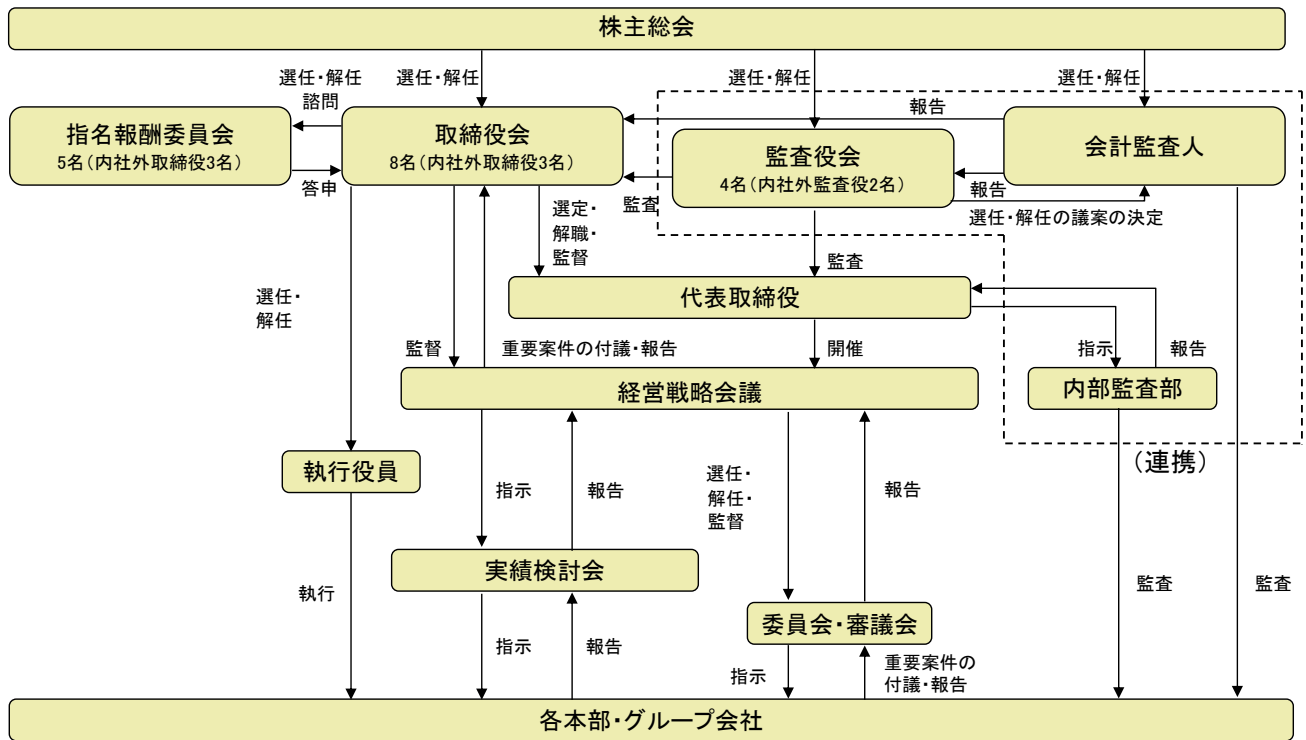 株主総会
選任・解任
諮問
選任・解任
選任・解任
選任・解任
報告
指名報酬委員会
5名（内社外取締役3名）
取締役会
8名（内社外取締役3名）
監査役会
4名（内社外監査役2名）
会計監査人
答申
監査
報告
選任・解任の議案の決定
選定・
解職・
監督
監査
代表取締役
選任・
解任
監督
重要案件の付議・報告
開催
指示
報告
経営戦略会議
内部監査部
（連携）
執行役員
指示
報告
選任・
解任・
監督
報告
実績検討会
執行
監査
監査
委員会・審議会
指示
報告
指示
重要案件の
付議・報告
各本部・グループ会社